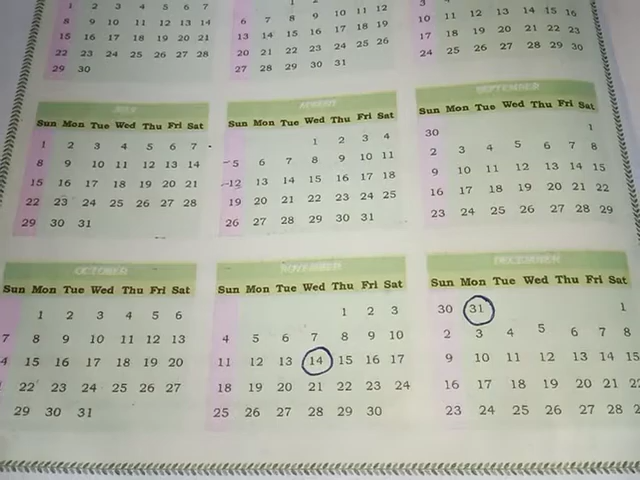 1 2 3 4 5 6 7
8 9 10 11 12 13 14
15 16 17 18 19 20 21
22 23 24 25 26 27 28
29 30
1 2
6 7 8 9 10 11 12
13 14 15 16 17 18 19
20 21 22 23 24 25 26
27 28 29 30 31
3 4
10 11 12 13 14 15 16
17 18 19 20 21 22 23
24 25 26 27 28 29 30
JULY
Sun Mon Tue Wed Thu Fri Sat
1 2 3 4 5 6 7
8 9 10 11 12 13 14
15 16 17 18 19 20 21
22 23 24 25 26 27 28
29 30 31
AUGUST
Sun Mon Tue Wed Thu Fri Sat
1 2 3 4
5 6 7 8 9 10 11
12 13 14 15 16 17 18
19 20 21 22 23 24 25
26 27 28 29 30 31
SEPTEMBER
Sun Mon Tue Wed Thu Fri Sat
30 1
2 3 4 5 6 7 8
9 10 11 12 13 14 15
16 17 18 19 20 21 22
23 24 25 26 27 28 29
OCTOBER
Sun Mon Tue Wed Thu Fri Sat
1 2 3 4 5 6
7 8 9 10 11 12 13
4 15 16 17 18 19 20
22 23 24 25 26 27
29 30 31
NOVEMBER
Sun Mon Tue Wed Thu Fri Sat
1 2 3
4 5 6 7 8 9 10
11 12 13 14 15 16 17
18 19 20 21 22 23 24
25 26 27 28 29 30
DECEMBER
Sun Mon Tue Wed Thu Fri Sat
30 31 1
2 3 4 5 6 7 8
9 10 11 12 13 14 15
16 17 18 19 20 21 22
23 24 25 26 27 28 2